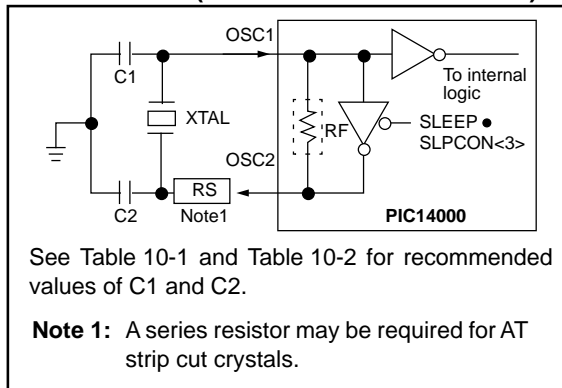 OSC1
C1
To internal
logic
XTAL
RF
SLEEP ●
SLPCON<3>
OSC2
RS
C2
Note1
PIC14000
See Table 10-1 and Table 10-2 for recommended
values of C1 and C2.
Note 1: A series resistor may be required for AT
strip cut crystals.